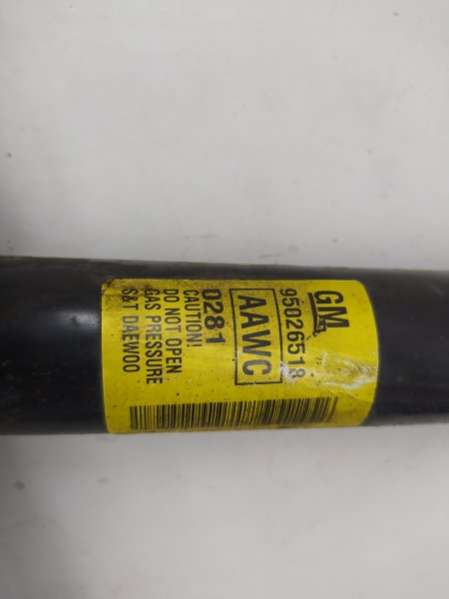 GM
95026518
AAWC
0281
CAUTION!
DO NOT OPEN
GAS PRESSURE
S&T DAEWOO